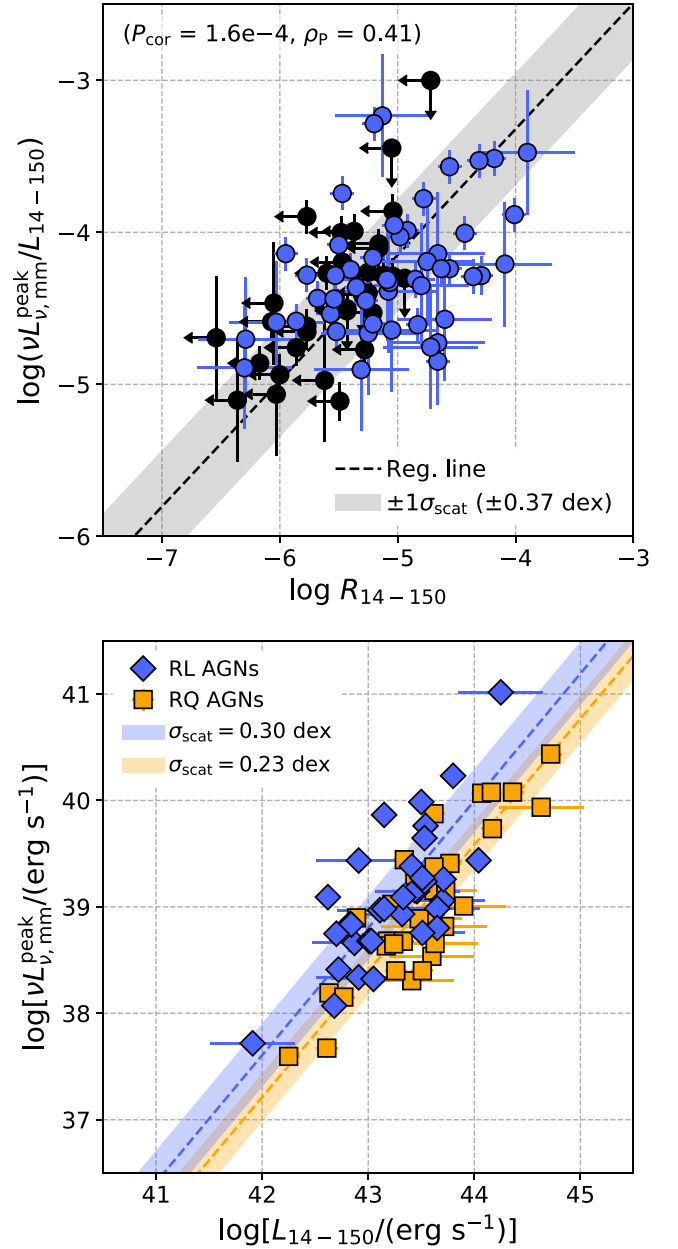 (P_cor = 1.6e−4, ρ_P = 0.41)
log(νL^peak_ν,mm/L_14−150)
−3
−4
−5
−6
Reg. line
±1σ_scat (±0.37 dex)
−7 −6 −5 −4 −3
log R_14−150
RL AGNs
RQ AGNs
σ_scat = 0.30 dex
σ_scat = 0.23 dex
log[νL^peak_ν,mm/(erg s^−1)]
41
40
39
38
37
41 42 43 44 45
log[L_14−150/(erg s^−1)]